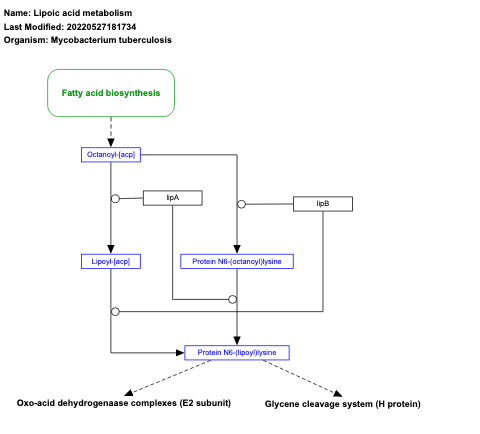 Name: Lipoic acid metabolism
Last Modified: 20220527181734
Organism: Mycobacterium tuberculosis
Fatty acid biosynthesis
Octanoyl-[acp]
lipA
lipB
Lipoyl-[acp]
Protein N6-(octanoyl)lysine
Protein N6-(lipoyl)lysine
Oxo-acid dehydrogenaase complexes (E2 subunit)
Glycene cleavage system (H protein)